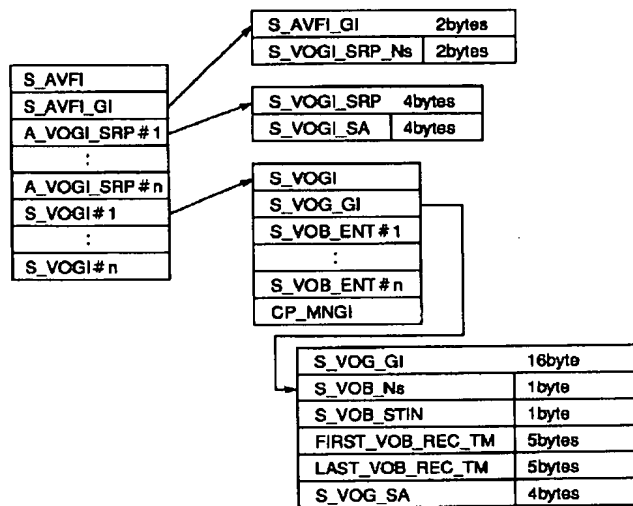 S_AVFI
S_AVFI_GI
A_VOGI_SRP#1
:
A_VOGI_SRP#n
S_VOGI#1
:
S_VOGI#n
S_AVFI_GI 2bytes
S_VOGI_SRP_Ns 2bytes
S_VOGI_SRP 4bytes
S_VOGI_SA 4bytes
S_VOGI
S_VOG_GI
S_VOB_ENT#1
:
S_VOB_ENT#n
CP_MNGI
S_VOG_GI 16byte
S_VOB_Ns 1byte
S_VOB_STIN 1byte
FIRST_VOB_REC_TM 5bytes
LAST_VOB_REC_TM 5bytes
S_VOG_SA 4bytes